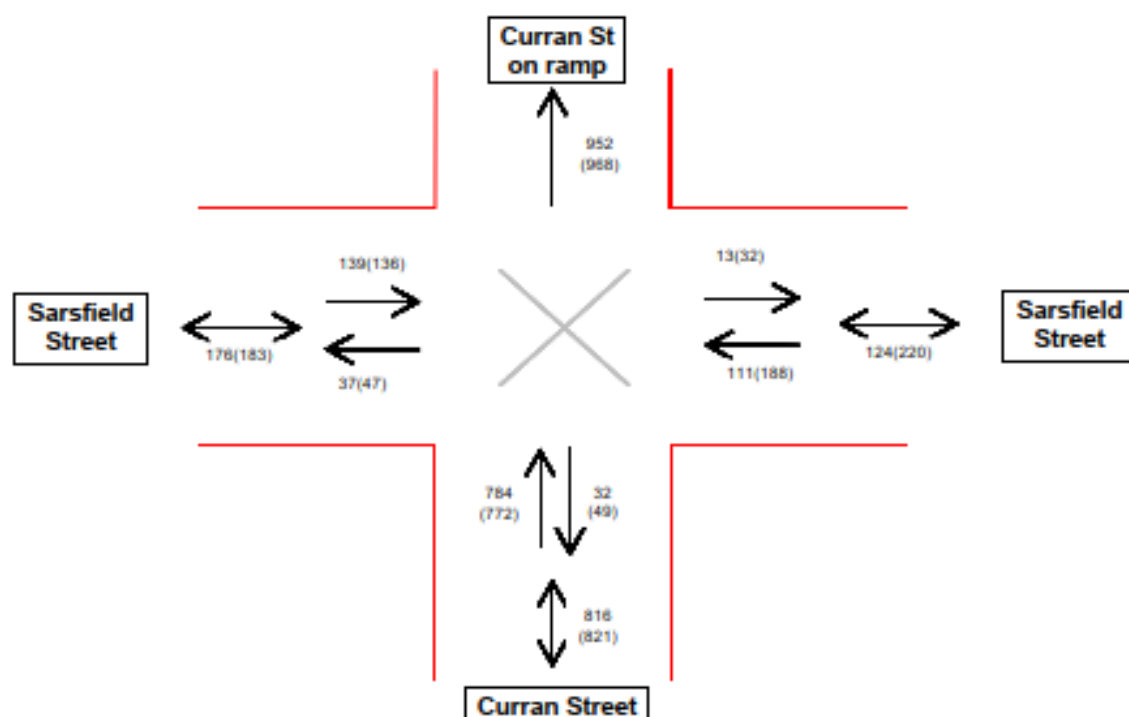 Curran St
on ramp
952
(968)
139(136)
13(32)
Sarsfield
Street
176(183)
37(47)
111(188)
124(220)
Sarsfield
Street
784
(772)
32
(49)
816
(821)
Curran Street